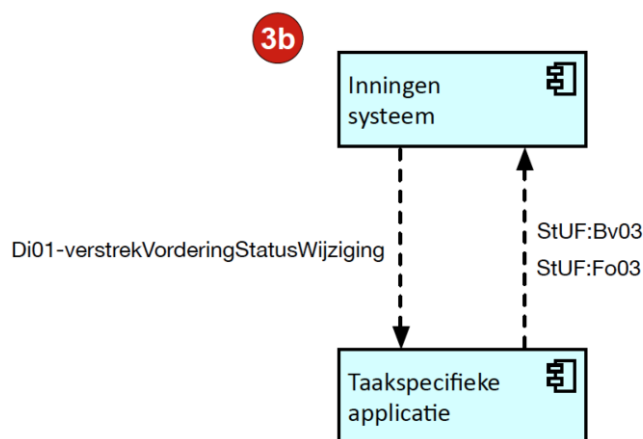 3b
Inningen
systeem
Di01-verstrekVorderingStatusWijziging
StUF:Bv03
StUF:Fo03
Taakspecifieke
applicatie